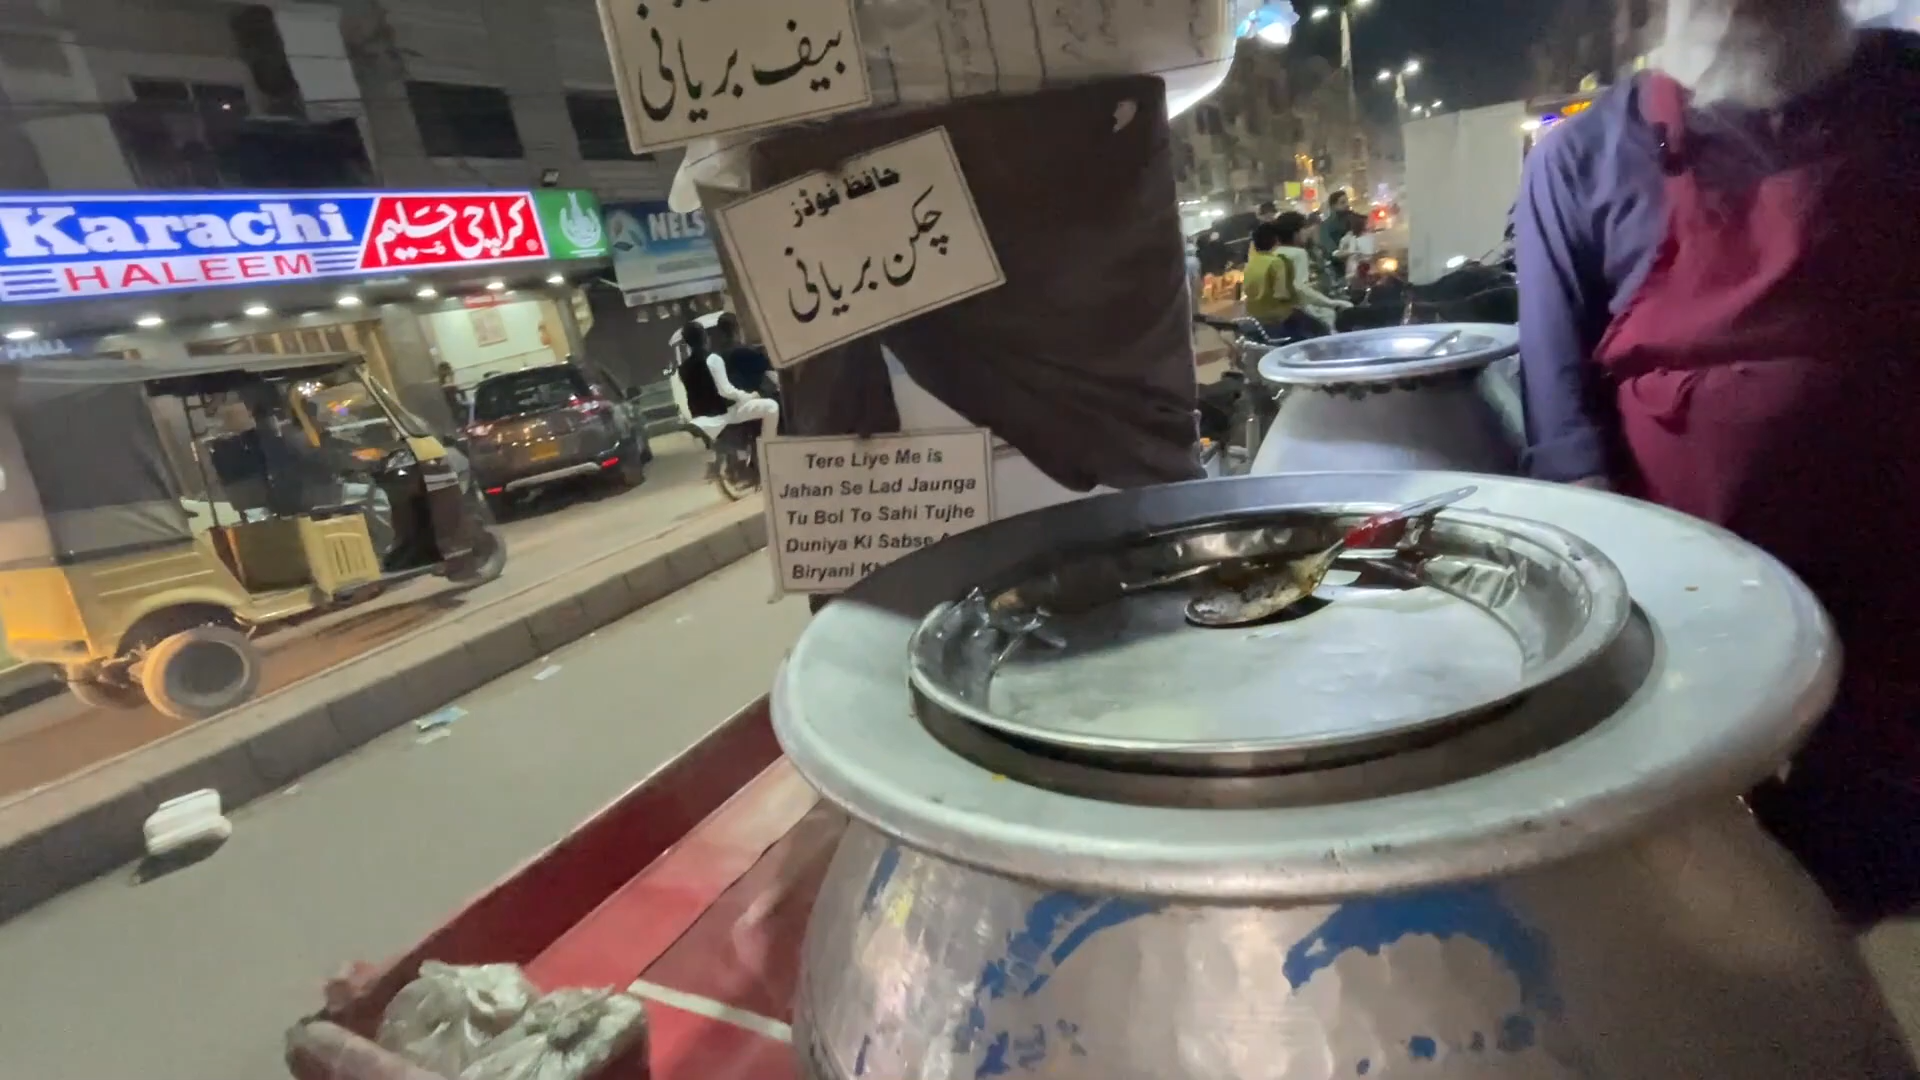 بیف بریانی
حافظ فوڈز
چکن بریانی
Karachi
HALEEM
کراچی حلیم
NELS
HALL
Tere Liye Me is
Jahan Se Lad Jaunga
Tu Bol To Sahi Tujhe
Duniya Ki Sabse
Biryani